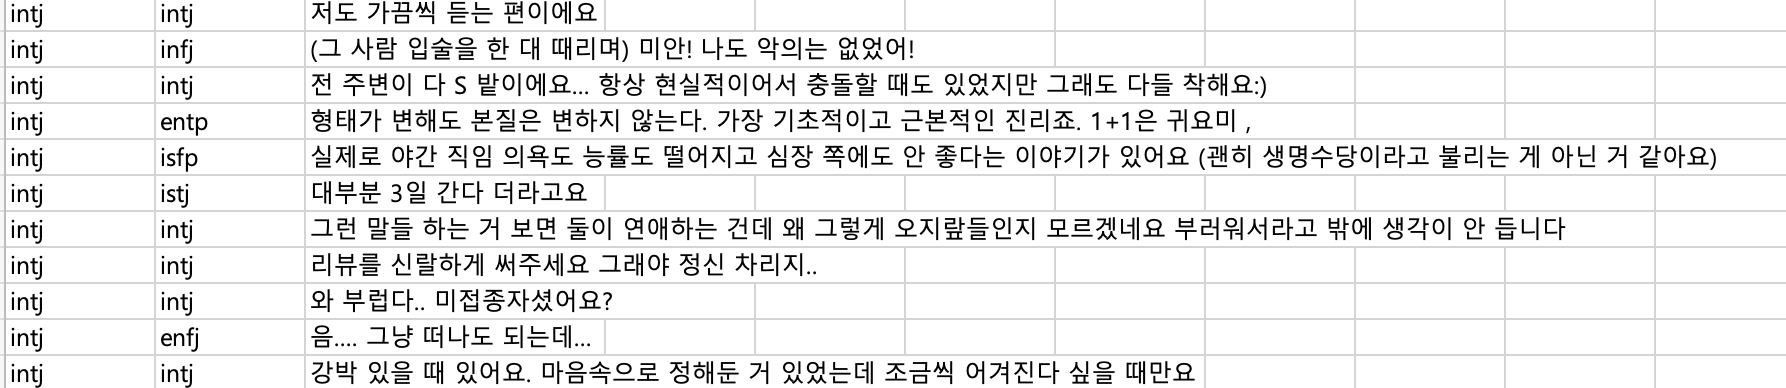 intj intj 저도 가끔씩 듣는 편이에요
intj infj (그 사람 입술을 한 대 때리며) 미안! 나도 악의는 없었어!
intj intj 전 주변이 다 S 밭이에요... 항상 현실적이어서 충돌할 때도 있었지만 그래도 다들 착해요:)
intj entp 형태가 변해도 본질은 변하지 않는다. 가장 기초적이고 근본적인 진리죠. 1+1은 귀요미 ,
intj isfp 실제로 야간 직임 의욕도 능률도 떨어지고 심장 쪽에도 안 좋다는 이야기가 있어요 (괜히 생명수당이라고 불리는 게 아닌 거 같아요)
intj istj 대부분 3일 간다 더라고요
intj intj 그런 말들 하는 거 보면 둘이 연애하는 건데 왜 그렇게 오지랖들인지 모르겠네요 부러워서라고 밖에 생각이 안 듭니다
intj intj 리뷰를 신랄하게 써주세요 그래야 정신 차리지..
intj intj 와 부럽다.. 미접종자셨어요?
intj enfj 음.... 그냥 떠나도 되는데...
intj intj 강박 있을 때 있어요. 마음속으로 정해둔 거 있었는데 조금씩 어겨진다 싶을 때만요